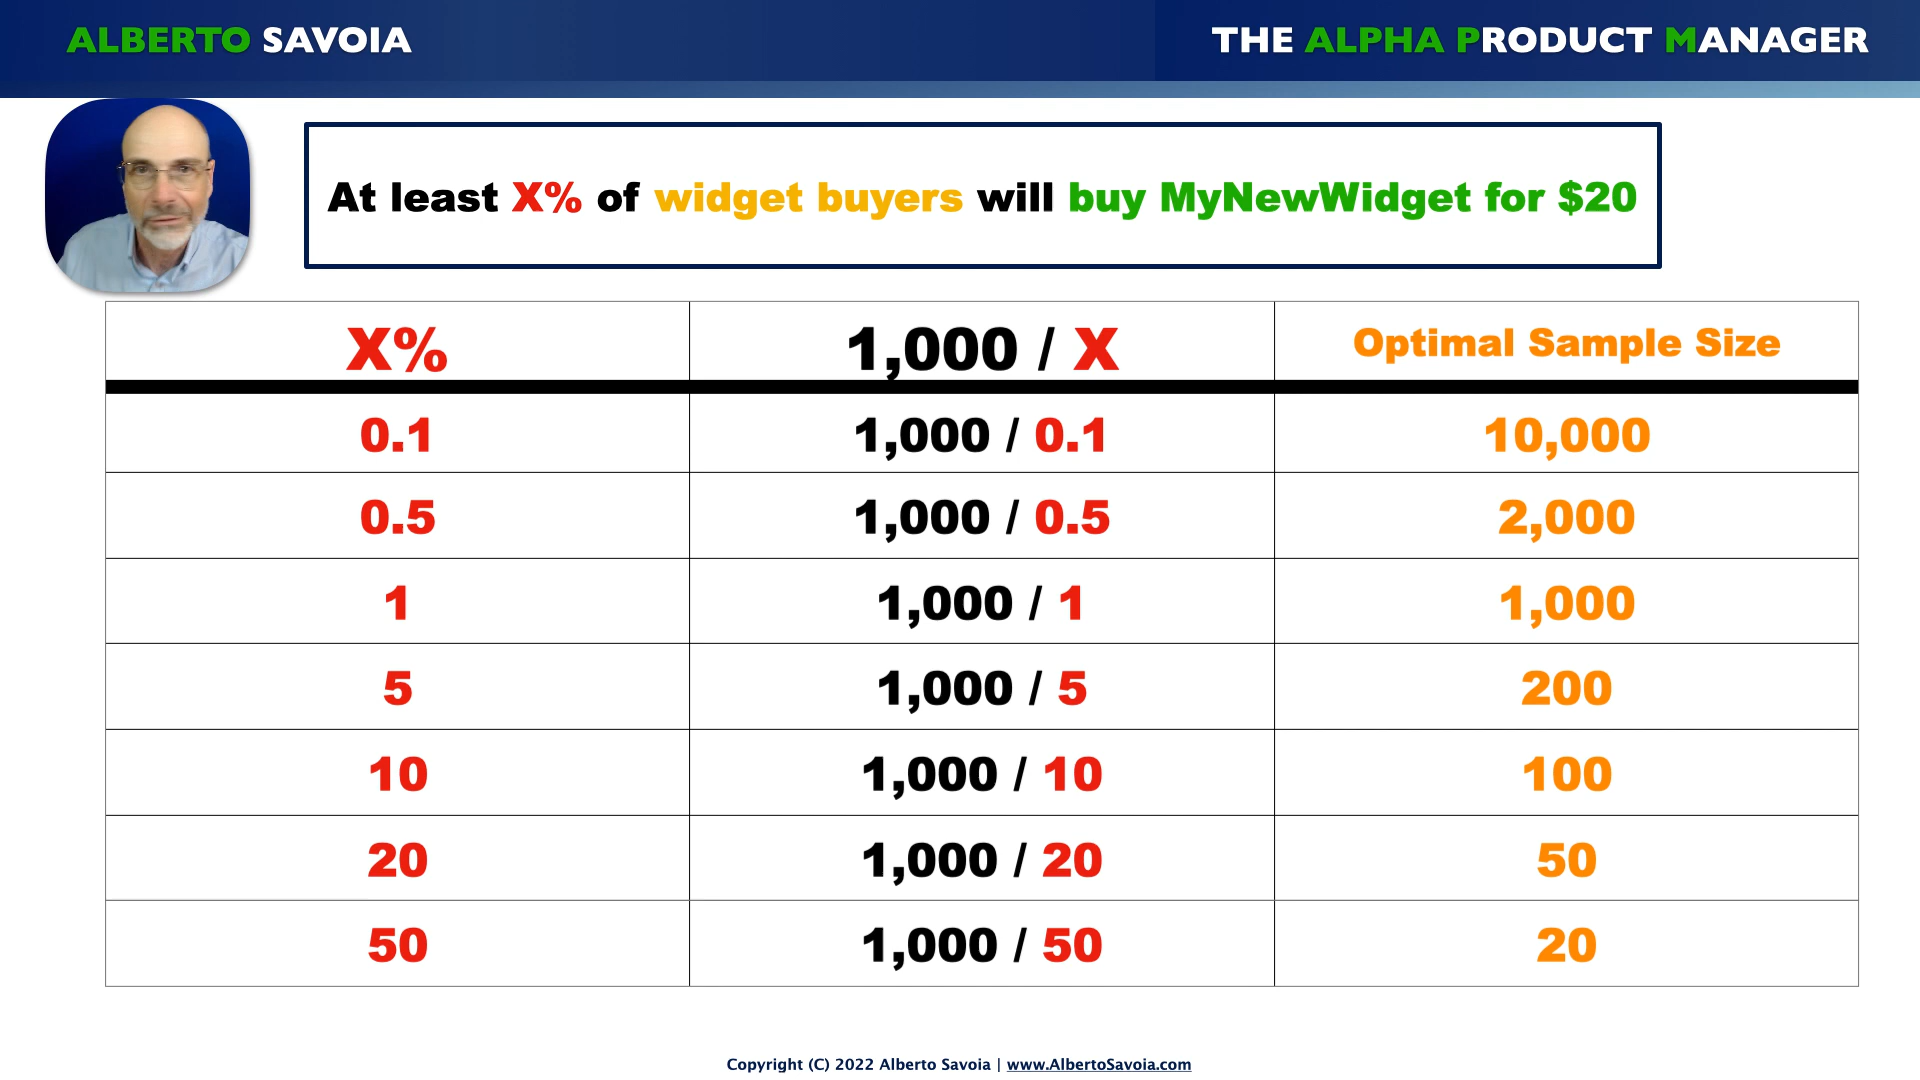 ALBERTO SAVOIA
THE ALPHA PRODUCT MANAGER
At least X% of widget buyers will buy MyNewWidget for $20
X% 1,000 / X Optimal Sample Size
0.1 1,000 / 0.1 10,000
0.5 1,000 / 0.5 2,000
1 1,000 / 1 1,000
5 1,000 / 5 200
10 1,000 / 10 100
20 1,000 / 20 50
50 1,000 / 50 20
Copyright (C) 2022 Alberto Savoia | www.AlbertoSavoia.com